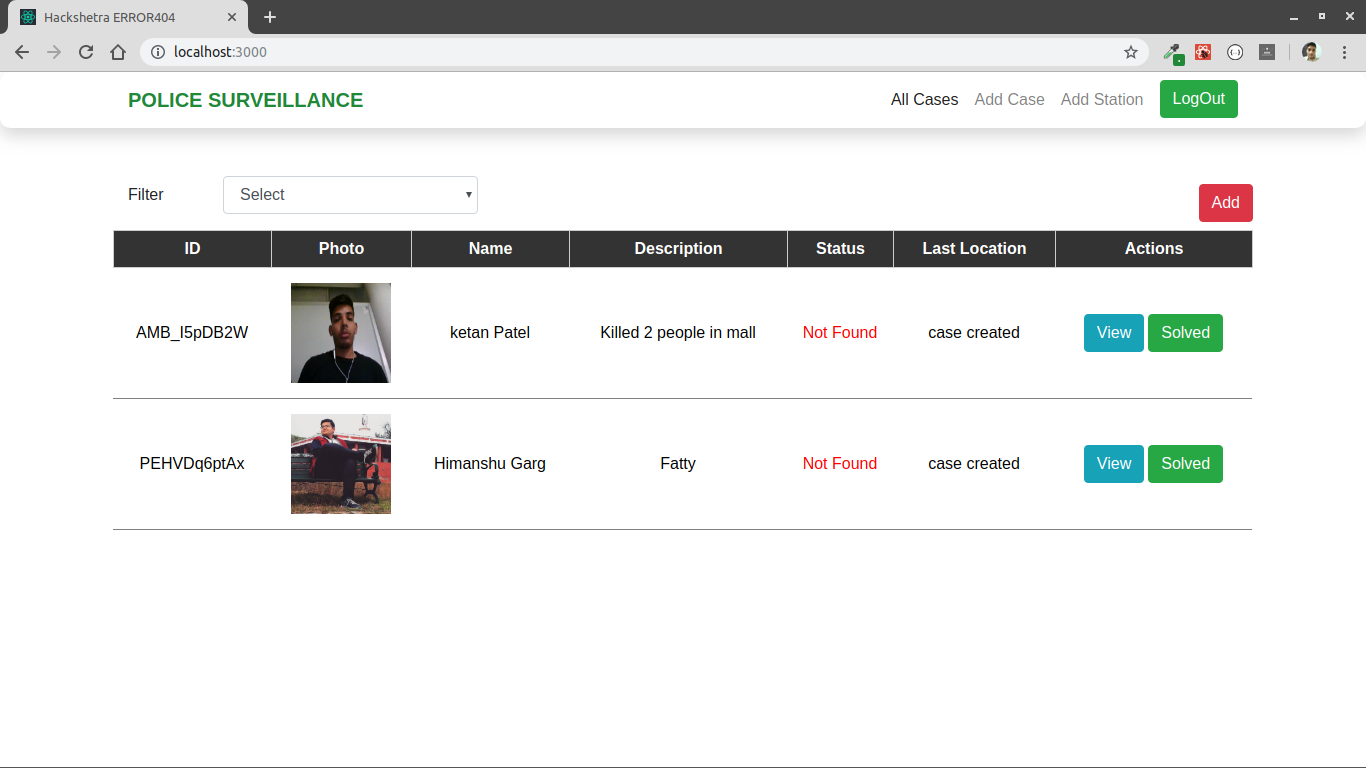 Hackshetra ERROR404
localhost:3000
POLICE SURVEILLANCE
All Cases Add Case Add Station LogOut
Filter Select Add
ID Photo Name Description Status Last Location Actions
AMB_I5pDB2W ketan Patel Killed 2 people in mall Not Found case created View Solved
PEHVDq6ptAx Himanshu Garg Fatty Not Found case created View Solved